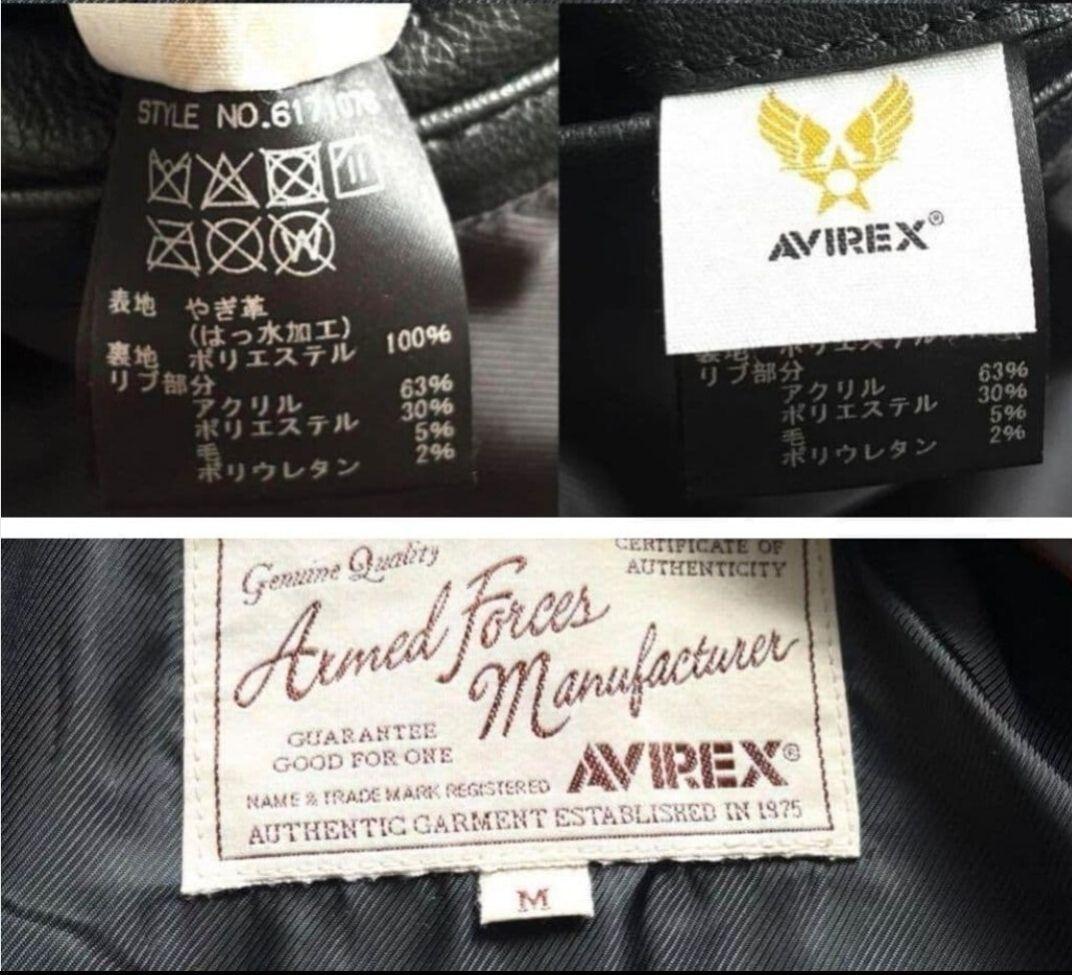 STYLE NO.6171076
表地 やぎ革
(はっ水加工)
裏地 ポリエステル 100%
リブ部分
アクリル 63%
ポリエステル 30%
毛 5%
ポリウレタン 2%
AVIREX®
リブ部分
アクリル 63%
ポリエステル 30%
毛 5%
ポリウレタン 2%
Genuine Quality
CERTIFICATE OF
AUTHENTICITY
Armed Forces
Manufacturer
GUARANTEE
GOOD FOR ONE
AVIREX®
NAME & TRADE MARK REGISTERED
AUTHENTIC GARMENT ESTABLISHED IN 1975
M